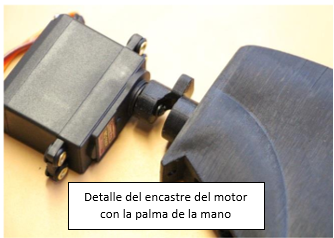 Detalle del encastre del motor
con la palma de la mano